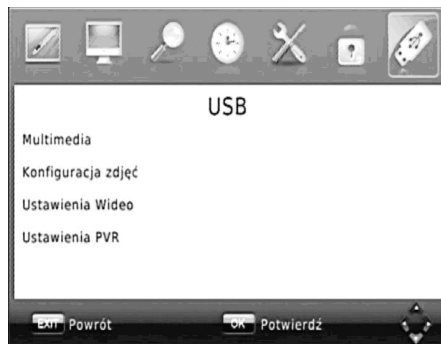 USB
Multimedia
Konfiguracja zdjęć
Ustawienia Wideo
Ustawienia PVR
EXIT Powrót OK Potwierdź